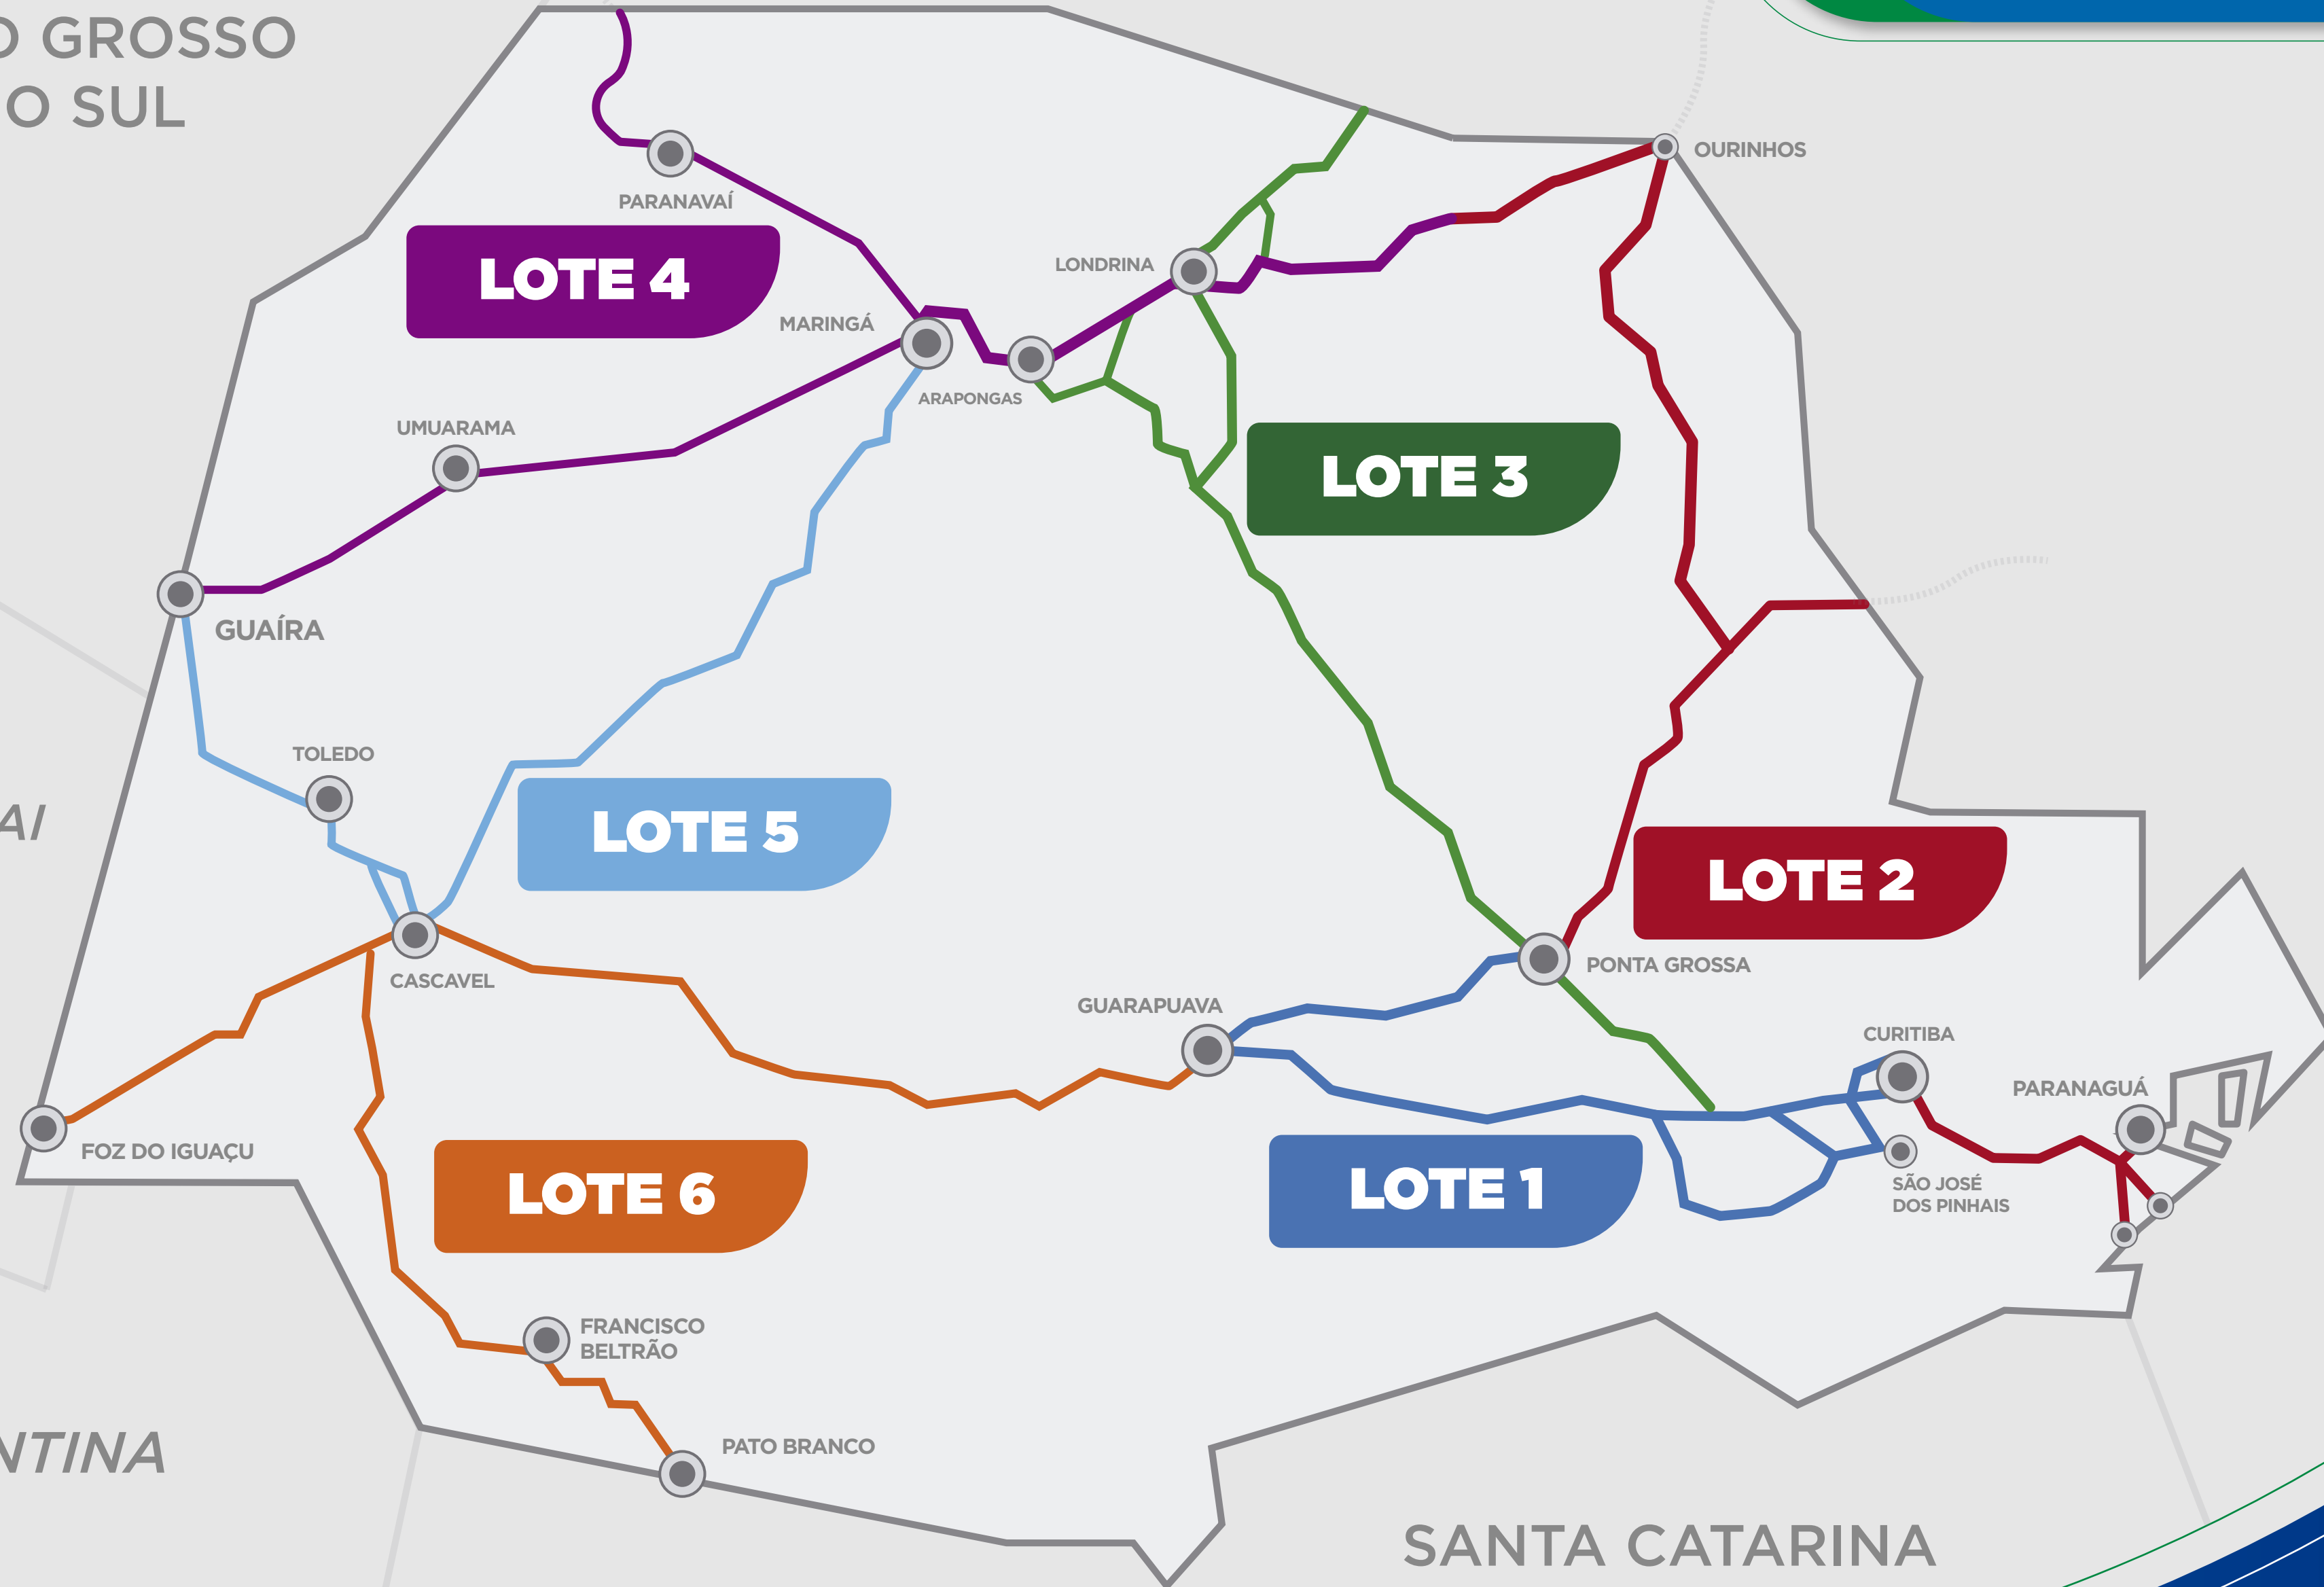 O GROSSO
O SUL
OURINHOS
PARANAVAÍ
LOTE 4
LONDRINA
MARINGÁ
ARAPONGAS
UMUARAMA
LOTE 3
GUAÍRA
TOLEDO
AI
LOTE 5
LOTE 2
PONTA GROSSA
CASCAVEL
GUARAPUAVA
CURITIBA
PARANAGUÁ
FOZ DO IGUAÇU
LOTE 6
LOTE 1
SÃO JOSÉ
DOS PINHAIS
FRANCISCO
BELTRÃO
PATO BRANCO
NTINA
SANTA CATARINA